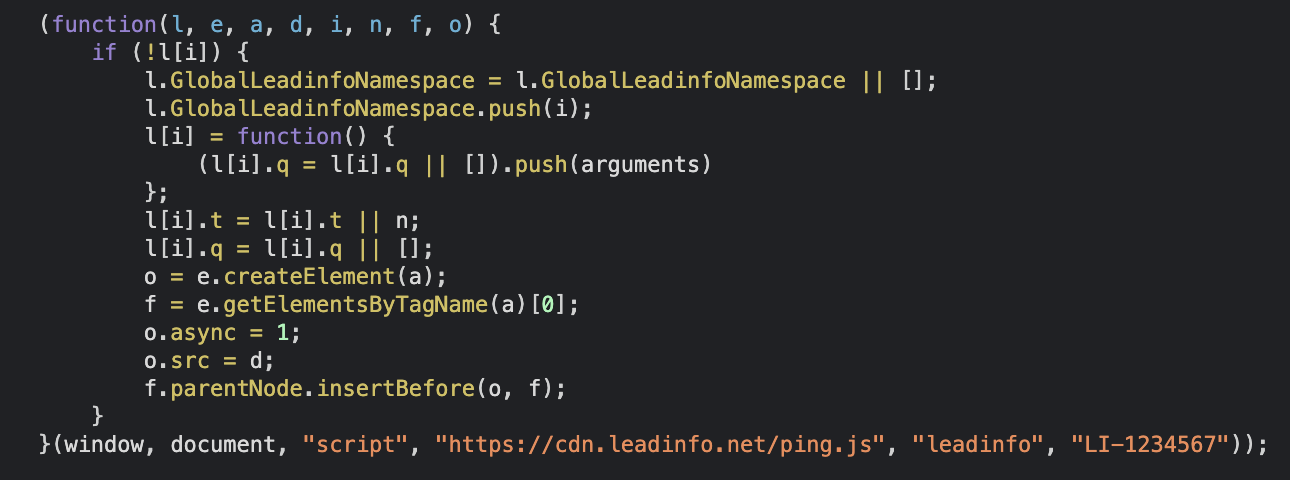 (function(l, e, a, d, i, n, f, o) {
    if (!l[i]) {
        l.GlobalLeadinfoNamespace = l.GlobalLeadinfoNamespace || [];
        l.GlobalLeadinfoNamespace.push(i);
        l[i] = function() {
            (l[i].q = l[i].q || []).push(arguments)
        };
        l[i].t = l[i].t || n;
        l[i].q = l[i].q || [];
        o = e.createElement(a);
        f = e.getElementsByTagName(a)[0];
        o.async = 1;
        o.src = d;
        f.parentNode.insertBefore(o, f);
    }
}(window, document, "script", "https://cdn.leadinfo.net/ping.js", "leadinfo", "LI-1234567"));